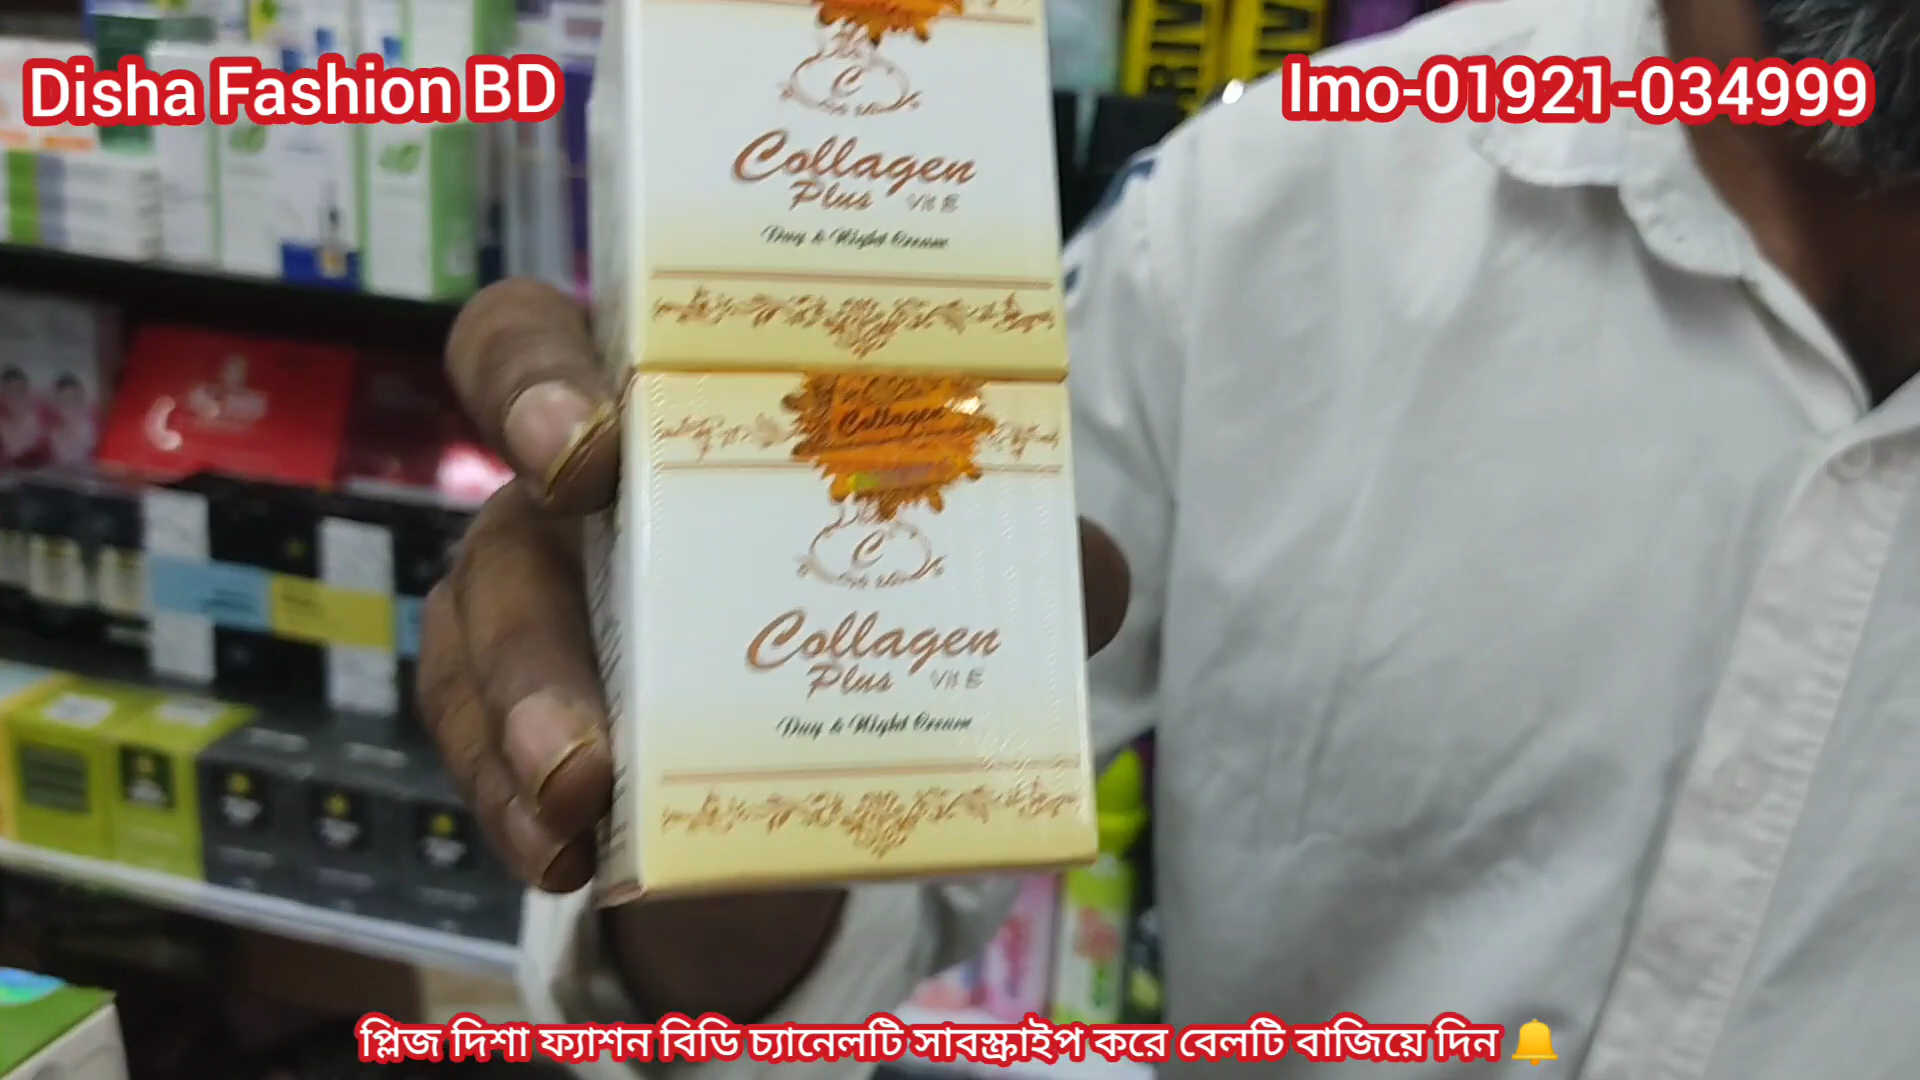 Disha Fashion BD
Imo-01921-034999
C
Collagen
Plus Vit E
Day & Night Cream
Collagen
C
Collagen
Plus Vit E
Day & Night Cream
প্লিজ দিশা ফ্যাশন বিডি চ্যানেলটি সাবস্ক্রাইপ করে বেলটি বাজিয়ে দিন 🔔